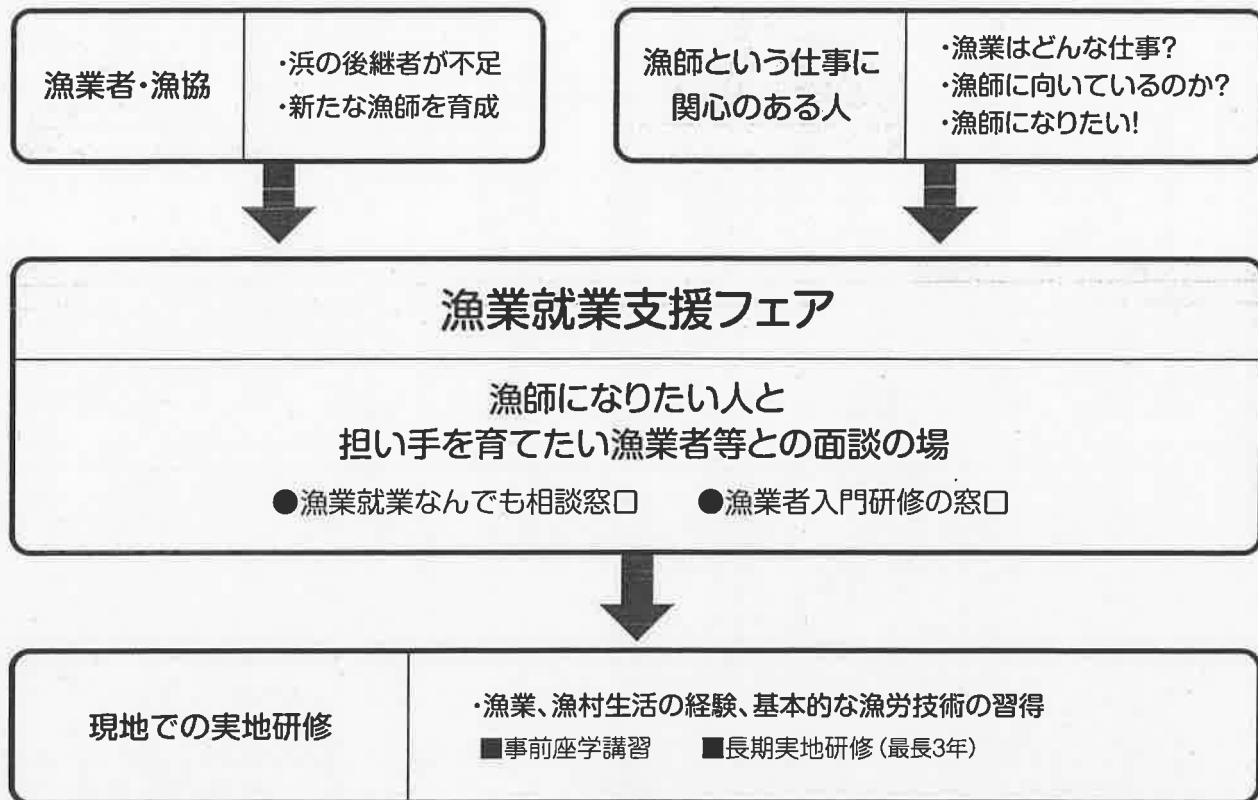 漁業者・漁協
・浜の後継者が不足
・新たな漁師を育成
漁師という仕事に
関心のある人
・漁業はどんな仕事?
・漁師に向いているのか?
・漁師になりたい!
漁業就業支援フェア
漁師になりたい人と
担い手を育てたい漁業者等との面談の場
●漁業就業なんでも相談窓口 ●漁業者入門研修の窓口
現地での実地研修
・漁業、漁村生活の経験、基本的な漁労技術の習得
■事前座学講習 ■長期実地研修(最長3年)